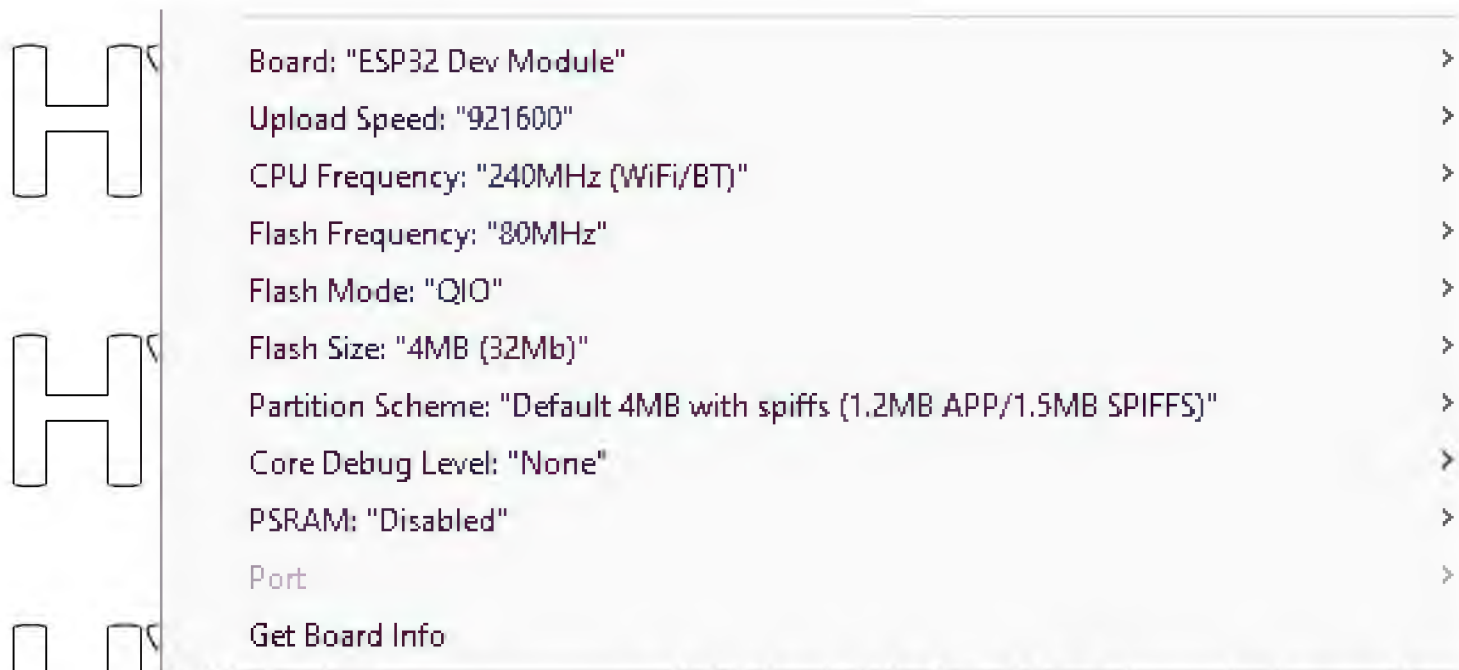 Board: "ESP32 Dev Module"
Upload Speed: "921600"
CPU Frequency: "240MHz (WiFi/BT)"
Flash Frequency: "80MHz"
Flash Mode: "QIO"
Flash Size: "4MB (32Mb)"
Partition Scheme: "Default 4MB with spiffs (1.2MB APP/1.5MB SPIFFS)"
Core Debug Level: "None"
PSRAM: "Disabled"
Port
Get Board Info